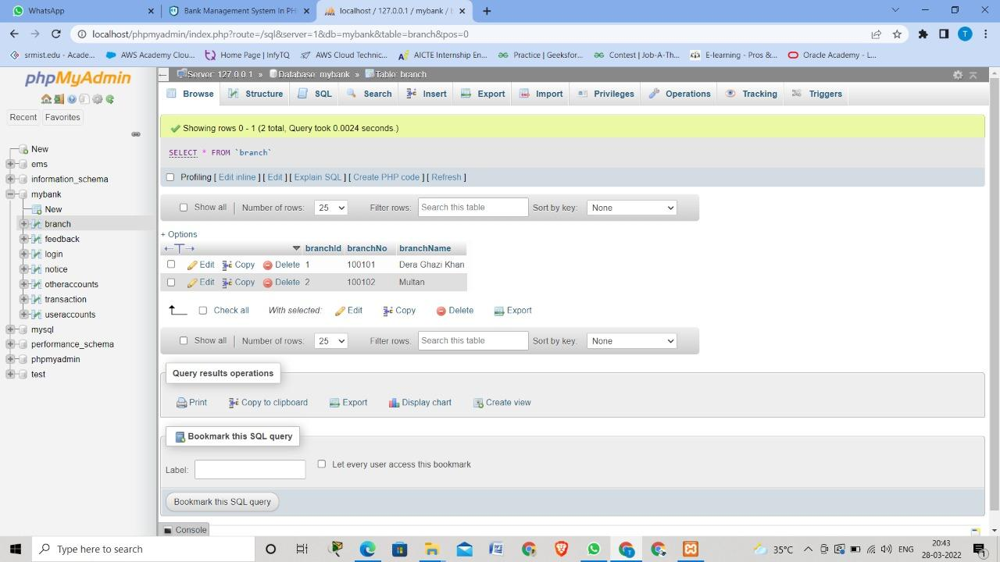 WhatsApp
Bank Management System In PH
localhost / 127.0.0.1 / mybank / b
localhost/phpmyadmin/index.php?route=/sql&server=1&db=mybank&table=branch&pos=0
T
srmist.edu - Acade...
AWS Academy Clou...
Home Page | InfyTQ
AWS Cloud Technic...
AICTE Internship En...
Practice | Geeksfor...
Contest | Job-A-Th...
E-learning - Pros &...
Oracle Academy - L...
phpMyAdmin
Recent
Favorites
New
ems
information_schema
mybank
New
branch
feedback
login
notice
otheraccounts
transaction
useraccounts
mysql
performance_schema
phpmyadmin
test
Server: 127.0.0.1 » Database: mybank » Table: branch
Browse Structure SQL Search Insert Export Import Privileges Operations Tracking Triggers
Showing rows 0 - 1 (2 total, Query took 0.0024 seconds.)
SELECT * FROM `branch`
Profiling [ Edit inline ] [ Edit ] [ Explain SQL ] [ Create PHP code ] [ Refresh ]
Show all | Number of rows: 25 Filter rows: Search this table Sort by key: None
+ Options
←T→ branchId branchNo branchName
Edit Copy Delete 1 100101 Dera Ghazi Khan
Edit Copy Delete 2 100102 Multan
Check all With selected: Edit Copy Delete Export
Show all | Number of rows: 25 Filter rows: Search this table Sort by key: None
Query results operations
Print Copy to clipboard Export Display chart Create view
Bookmark this SQL query
Label: Let every user access this bookmark
Bookmark this SQL query
Console
Type here to search
35°C
ENG
20:43
28-03-2022